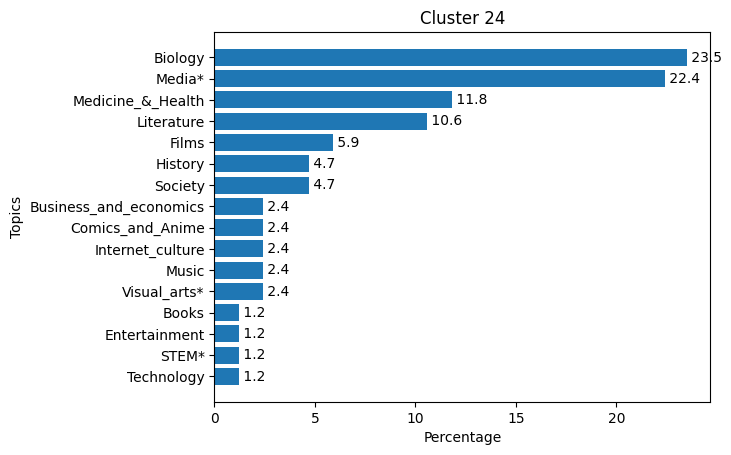 Cluster 24
Topics
Biology 23.5
Media* 22.4
Medicine_&_Health 11.8
Literature 10.6
Films 5.9
History 4.7
Society 4.7
Business_and_economics 2.4
Comics_and_Anime 2.4
Internet_culture 2.4
Music 2.4
Visual_arts* 2.4
Books 1.2
Entertainment 1.2
STEM* 1.2
Technology 1.2
0 5 10 15 20
Percentage